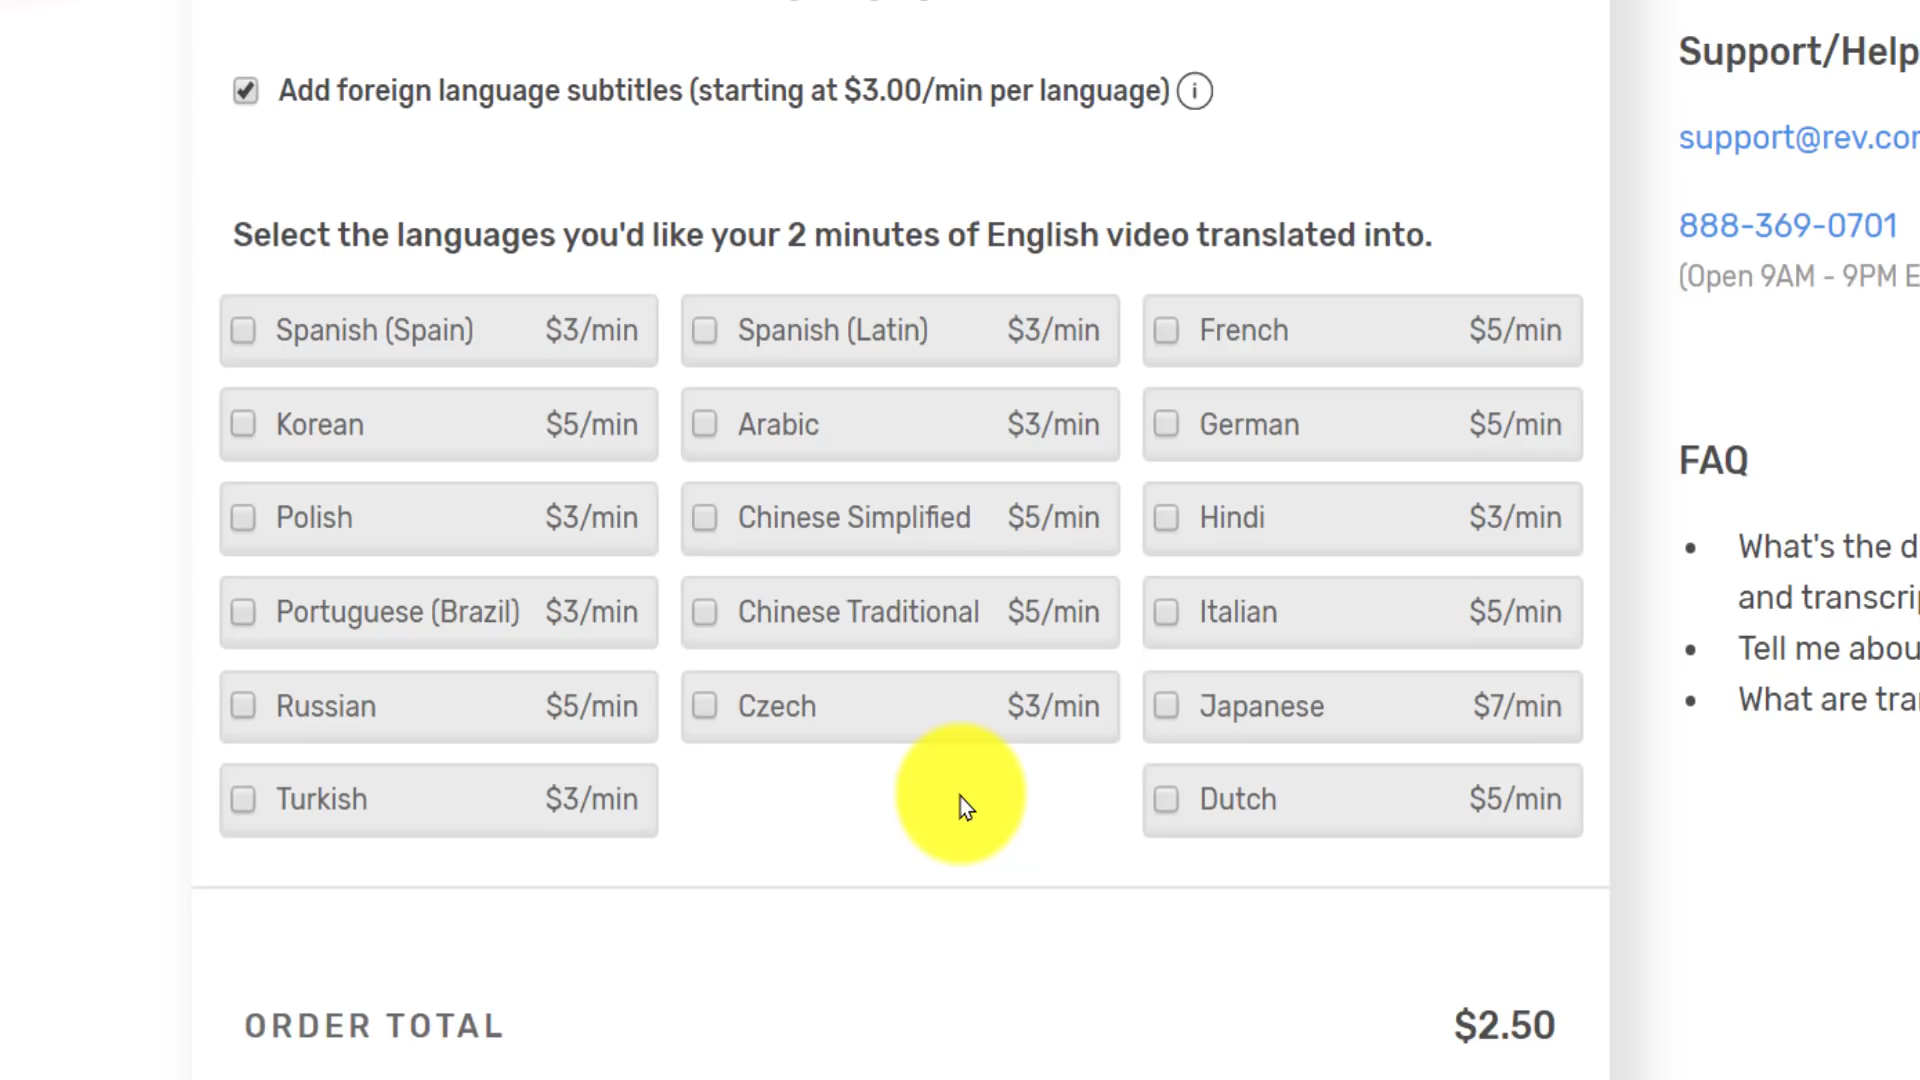 Add foreign language subtitles (starting at $3.00/min per language) i
Select the languages you'd like your 2 minutes of English video translated into.
Spanish (Spain) $3/min Spanish (Latin) $3/min French $5/min
Korean $5/min Arabic $3/min German $5/min
Polish $3/min Chinese Simplified $5/min Hindi $3/min
Portuguese (Brazil) $3/min Chinese Traditional $5/min Italian $5/min
Russian $5/min Czech $3/min Japanese $7/min
Turkish $3/min Dutch $5/min
ORDER TOTAL $2.50
Support/Help
support@rev.co
888-369-0701
(Open 9AM - 9PM E
FAQ
What's the d
and transcri
Tell me abou
What are tra